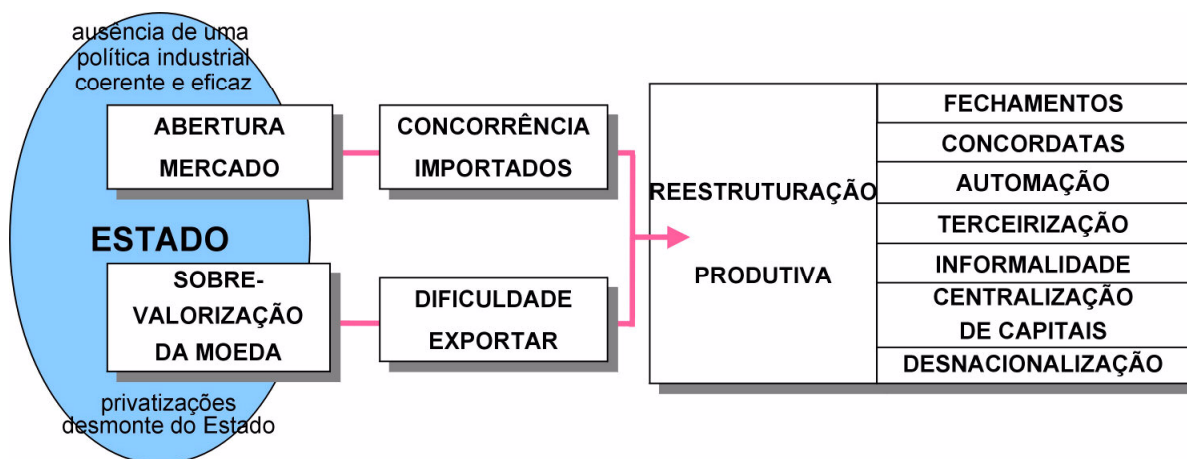 ausência de uma
política industrial
coerente e eficaz
ABERTURA
MERCADO
CONCORRÊNCIA
IMPORTADOS
ESTADO
SOBRE-
VALORIZAÇÃO
DA MOEDA
DIFICULDADE
EXPORTAR
privatizações
desmonte do Estado
REESTRUTURAÇÃO
PRODUTIVA
FECHAMENTOS
CONCORDATAS
AUTOMAÇÃO
TERCEIRIZAÇÃO
INFORMALIDADE
CENTRALIZAÇÃO
DE CAPITAIS
DESNACIONALIZAÇÃO